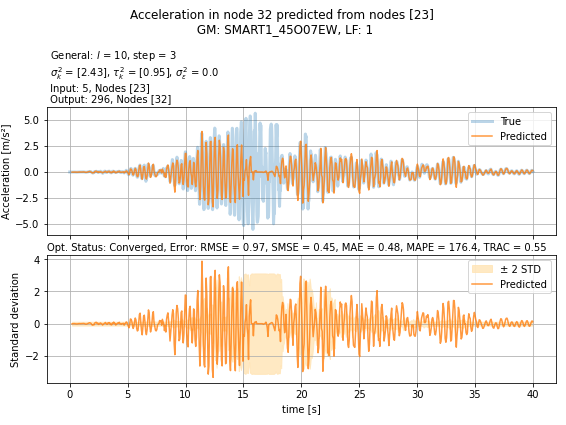 Acceleration in node 32 predicted from nodes [23]
GM: SMART1_45O07EW, LF: 1
General: l = 10, step = 3
σ²ₖ = [2.43], τ²ₖ = [0.95], σ²ε = 0.0
Input: 5, Nodes [23]
Output: 296, Nodes [32]
Acceleration [m/s²]
5.0
2.5
0.0
−2.5
−5.0
True
Predicted
Opt. Status: Converged, Error: RMSE = 0.97, SMSE = 0.45, MAE = 0.48, MAPE = 176.4, TRAC = 0.55
Standard deviation
4
2
0
−2
± 2 STD
Predicted
0 5 10 15 20 25 30 35 40
time [s]